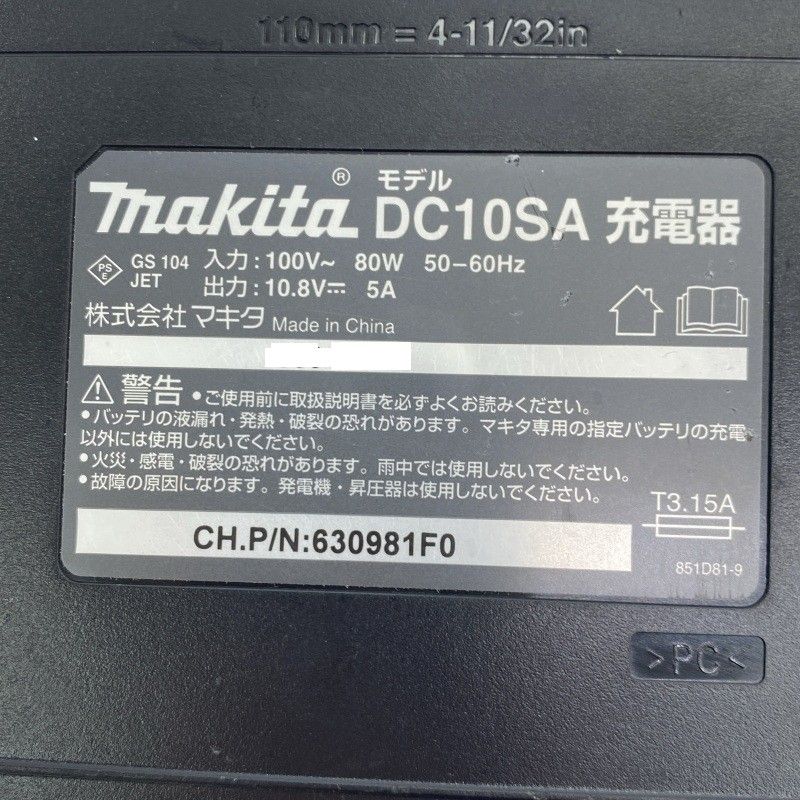 110mm = 4-11/32in
makita® モデル DC10SA 充電器
PSE GS 104 JET 入力:100V~ 80W 50-60Hz
出力:10.8V⎓ 5A
株式会社 マキタ Made in China
⚠警告 •ご使用前に取扱説明書を必ずよくお読みください。
•バッテリの液漏れ・発熱・破裂の恐れがあります。マキタ専用の指定バッテリの充電
以外には使用しないでください。
•火災・感電・破裂の恐れがあります。雨中では使用しないでください。
•故障の原因になります。発電機・昇圧器は使用しないでください。
T3.15A
CH.P/N:630981F0
851D81-9
>PC<